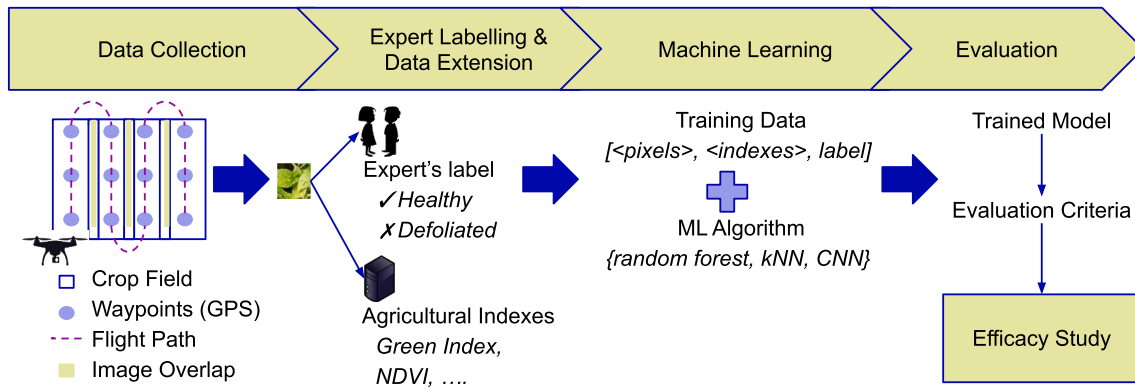 Data Collection
Expert Labelling &
Data Extension
Machine Learning
Evaluation
Crop Field
Waypoints (GPS)
Flight Path
Image Overlap
Expert's label
✓Healthy
✗Defoliated
Agricultural Indexes
Green Index,
NDVI, ....
Training Data
[<pixels>, <indexes>, label]
ML Algorithm
{random forest, kNN, CNN}
Trained Model
Evaluation Criteria
Efficacy Study